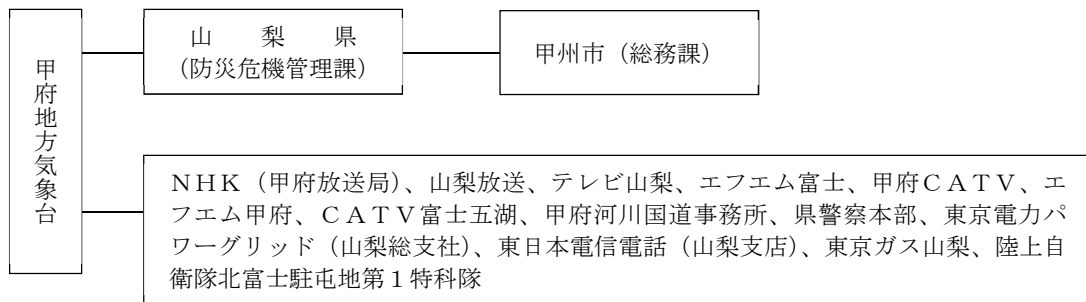 甲府地方気象台
山梨県
（防災危機管理課）
甲州市（総務課）
ＮＨＫ（甲府放送局）、山梨放送、テレビ山梨、エフエム富士、甲府ＣＡＴＶ、エ
フエム甲府、ＣＡＴＶ富士五湖、甲府河川国道事務所、県警察本部、東京電力パ
ワーグリッド（山梨総支社）、東日本電信電話（山梨支店）、東京ガス山梨、陸上自
衛隊北富士駐屯地第１特科隊